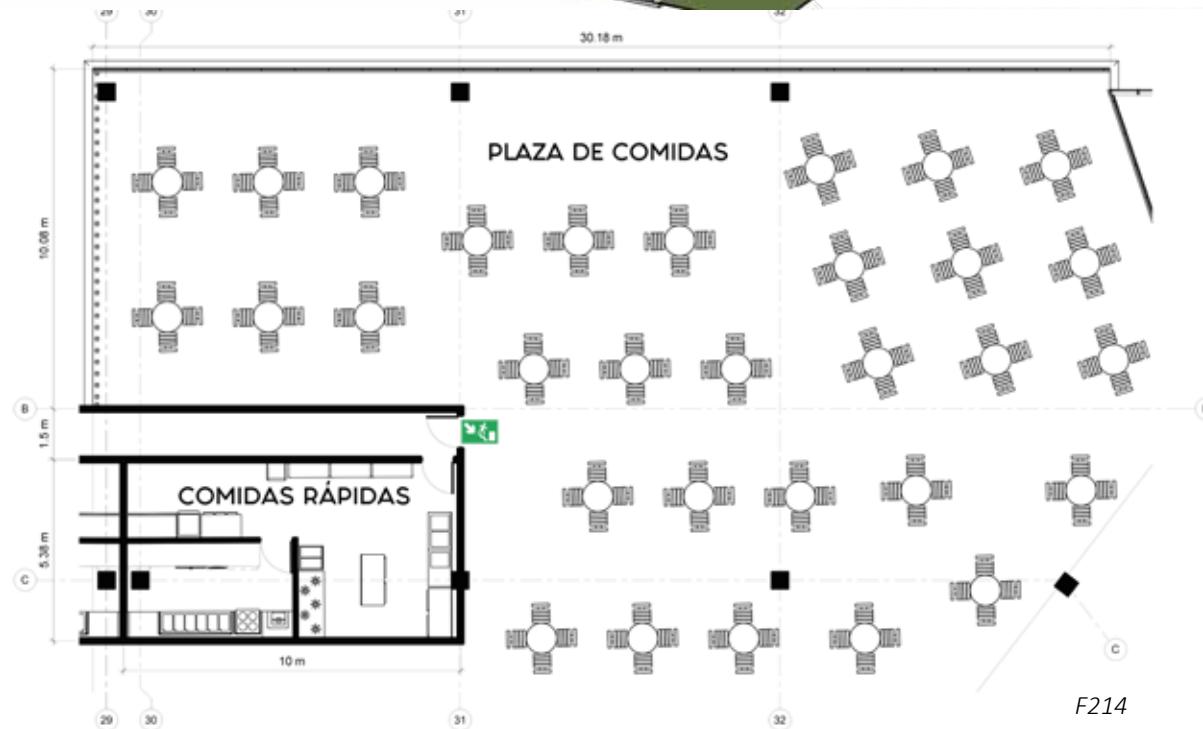 29 30 31 32
30.18 m
PLAZA DE COMIDAS
10.08 m
B
1.5 m
COMIDAS RÁPIDAS
5.38 m
C
10 m
C
29 30 31 32
F214